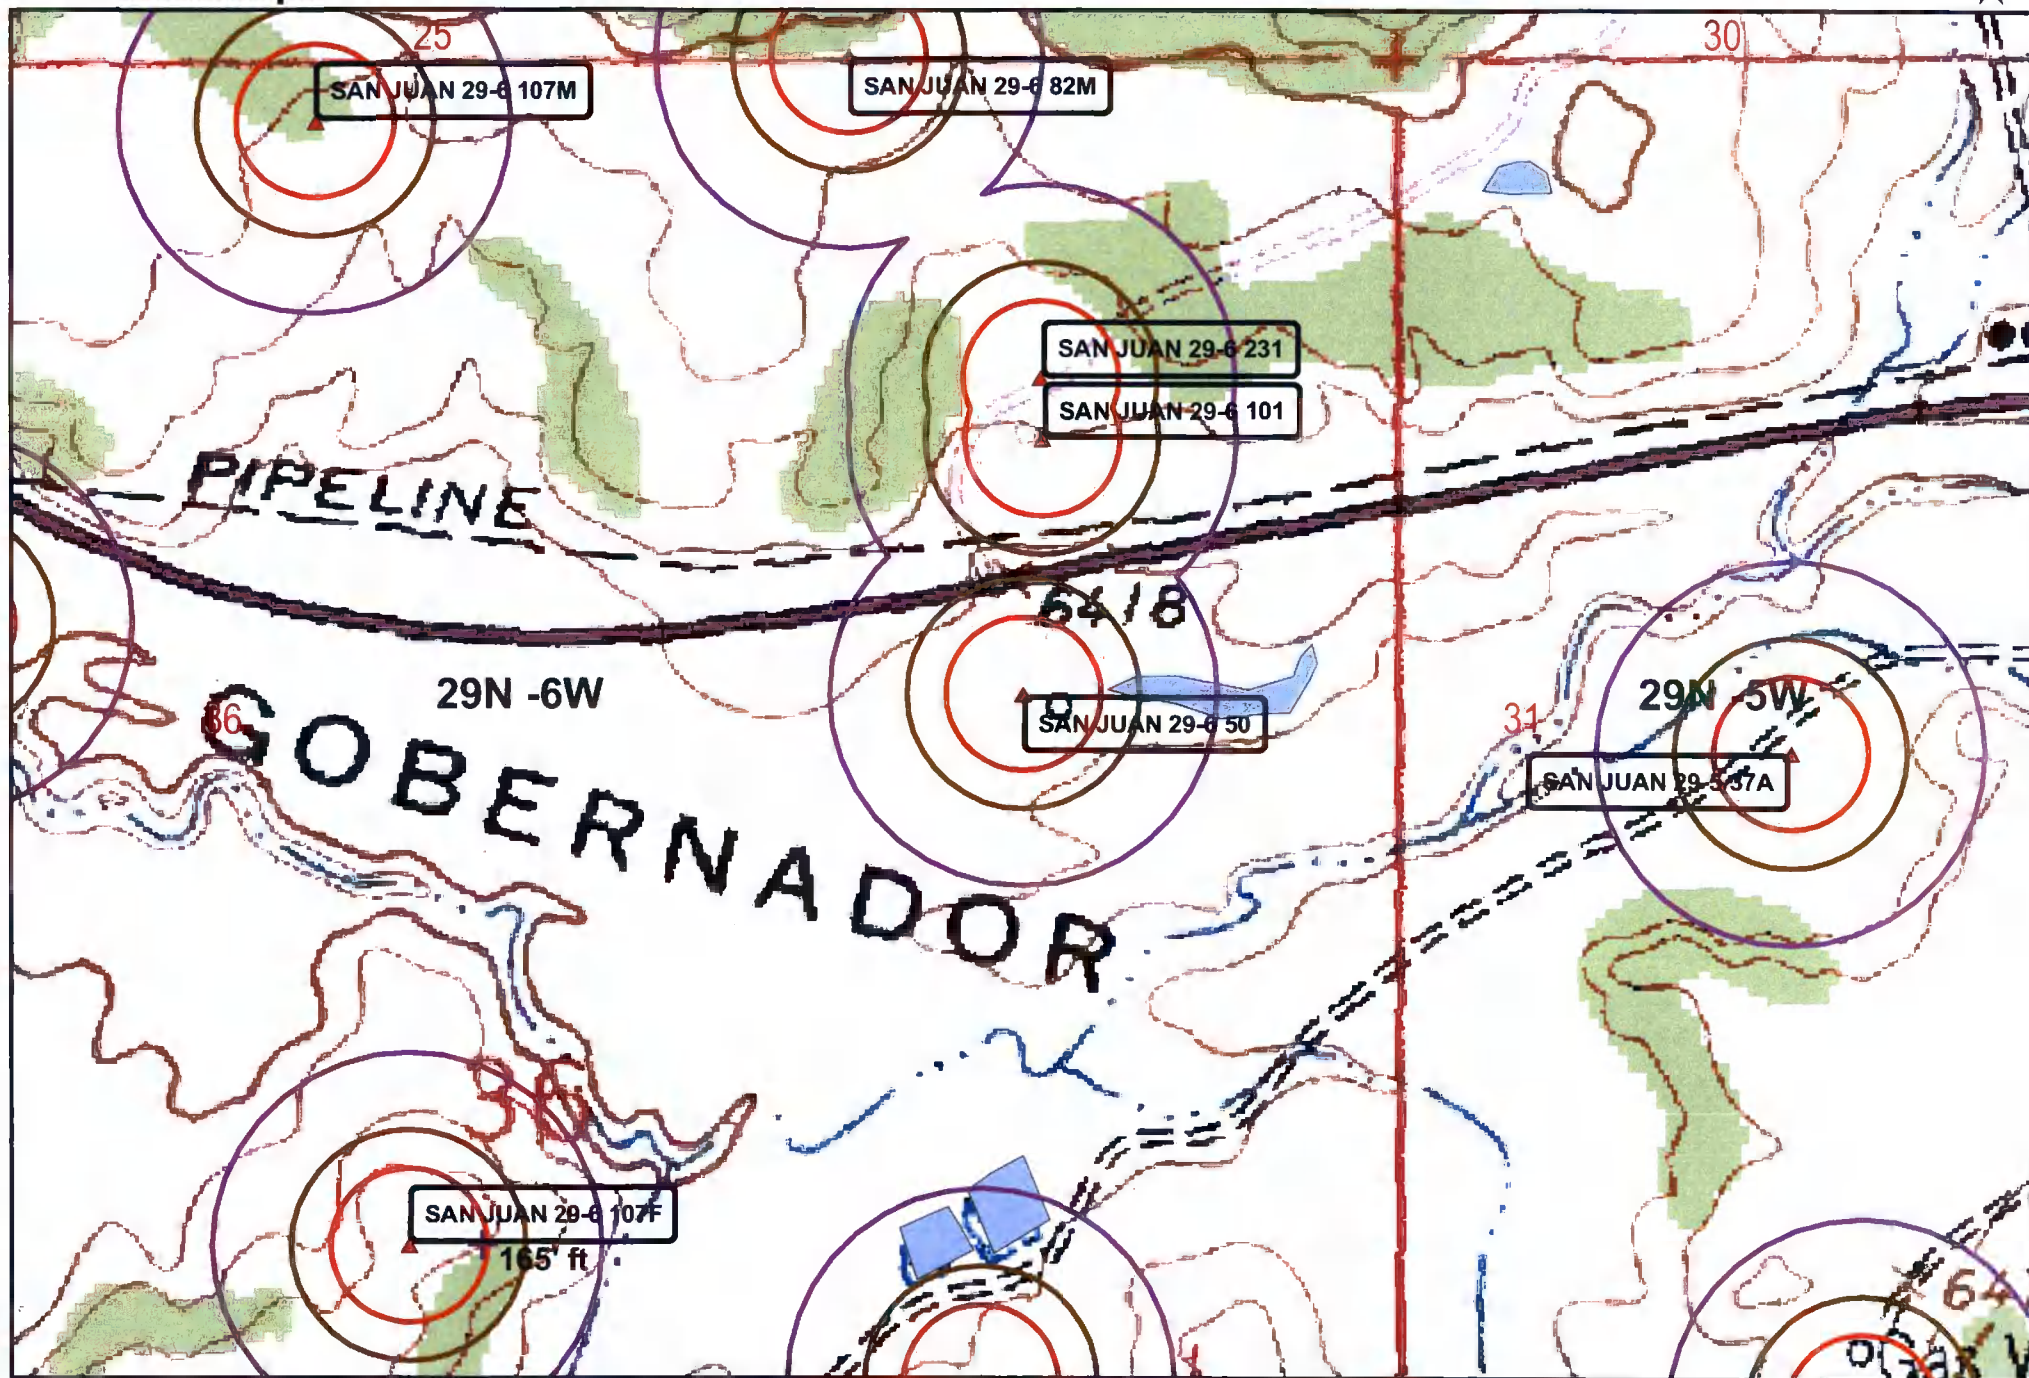 25
30
SAN JUAN 29-6 107M
SAN JUAN 29-6 82M
SAN JUAN 29-6 231
SAN JUAN 29-6 101
PIPELINE
6418
29N -6W
36
GOBERNADOR
SAN JUAN 29-6 50
31
29N -5W
SAN JUAN 29-5 37A
SAN JUAN 29-6 107F
165' ft